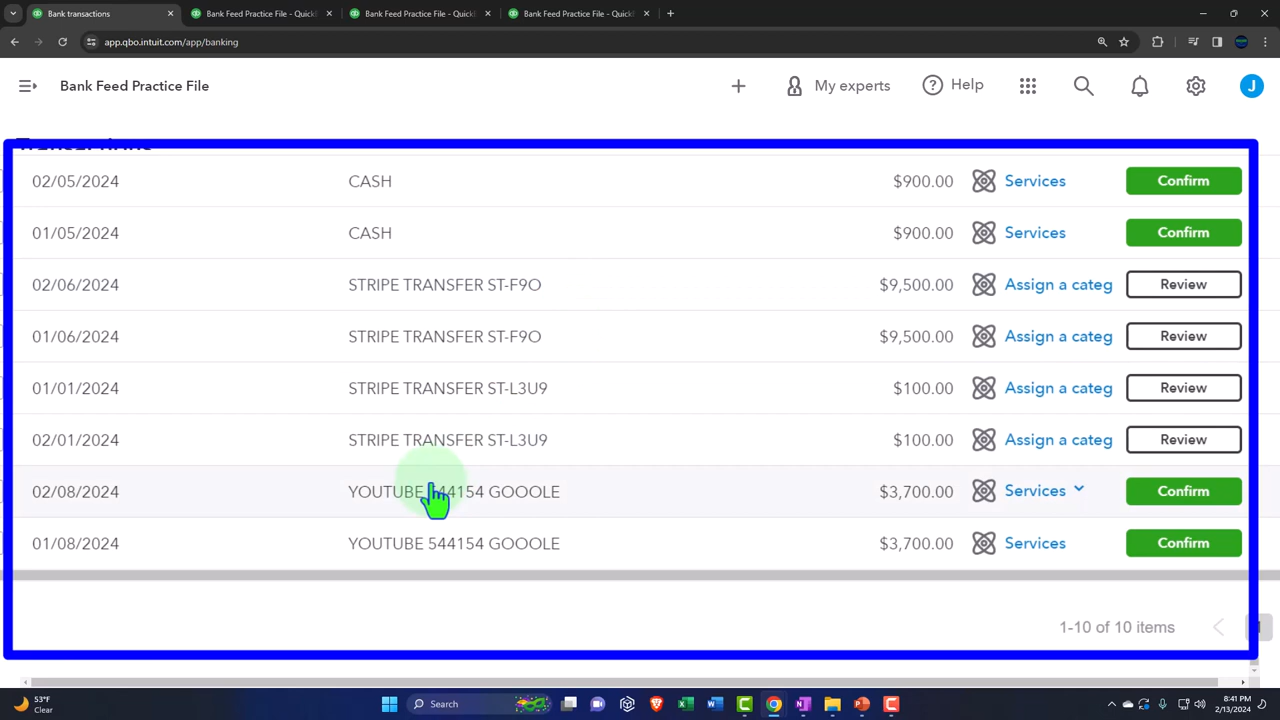 Bank transactions
Bank Feed Practice File - Quick
Bank Feed Practice File - Quick
Bank Feed Practice File - Quick
app.qbo.intuit.com/app/banking
Bank Feed Practice File
My experts
Help
J
02/05/2024 CASH $900.00 Services Confirm
01/05/2024 CASH $900.00 Services Confirm
02/06/2024 STRIPE TRANSFER ST-F9O $9,500.00 Assign a categ Review
01/06/2024 STRIPE TRANSFER ST-F9O $9,500.00 Assign a categ Review
01/01/2024 STRIPE TRANSFER ST-L3U9 $100.00 Assign a categ Review
02/01/2024 STRIPE TRANSFER ST-L3U9 $100.00 Assign a categ Review
02/08/2024 YOUTUBE 544154 GOOOLE $3,700.00 Services Confirm
01/08/2024 YOUTUBE 544154 GOOOLE $3,700.00 Services Confirm
1-10 of 10 items
53°F
Clear
Search
8:41 PM
2/13/2024